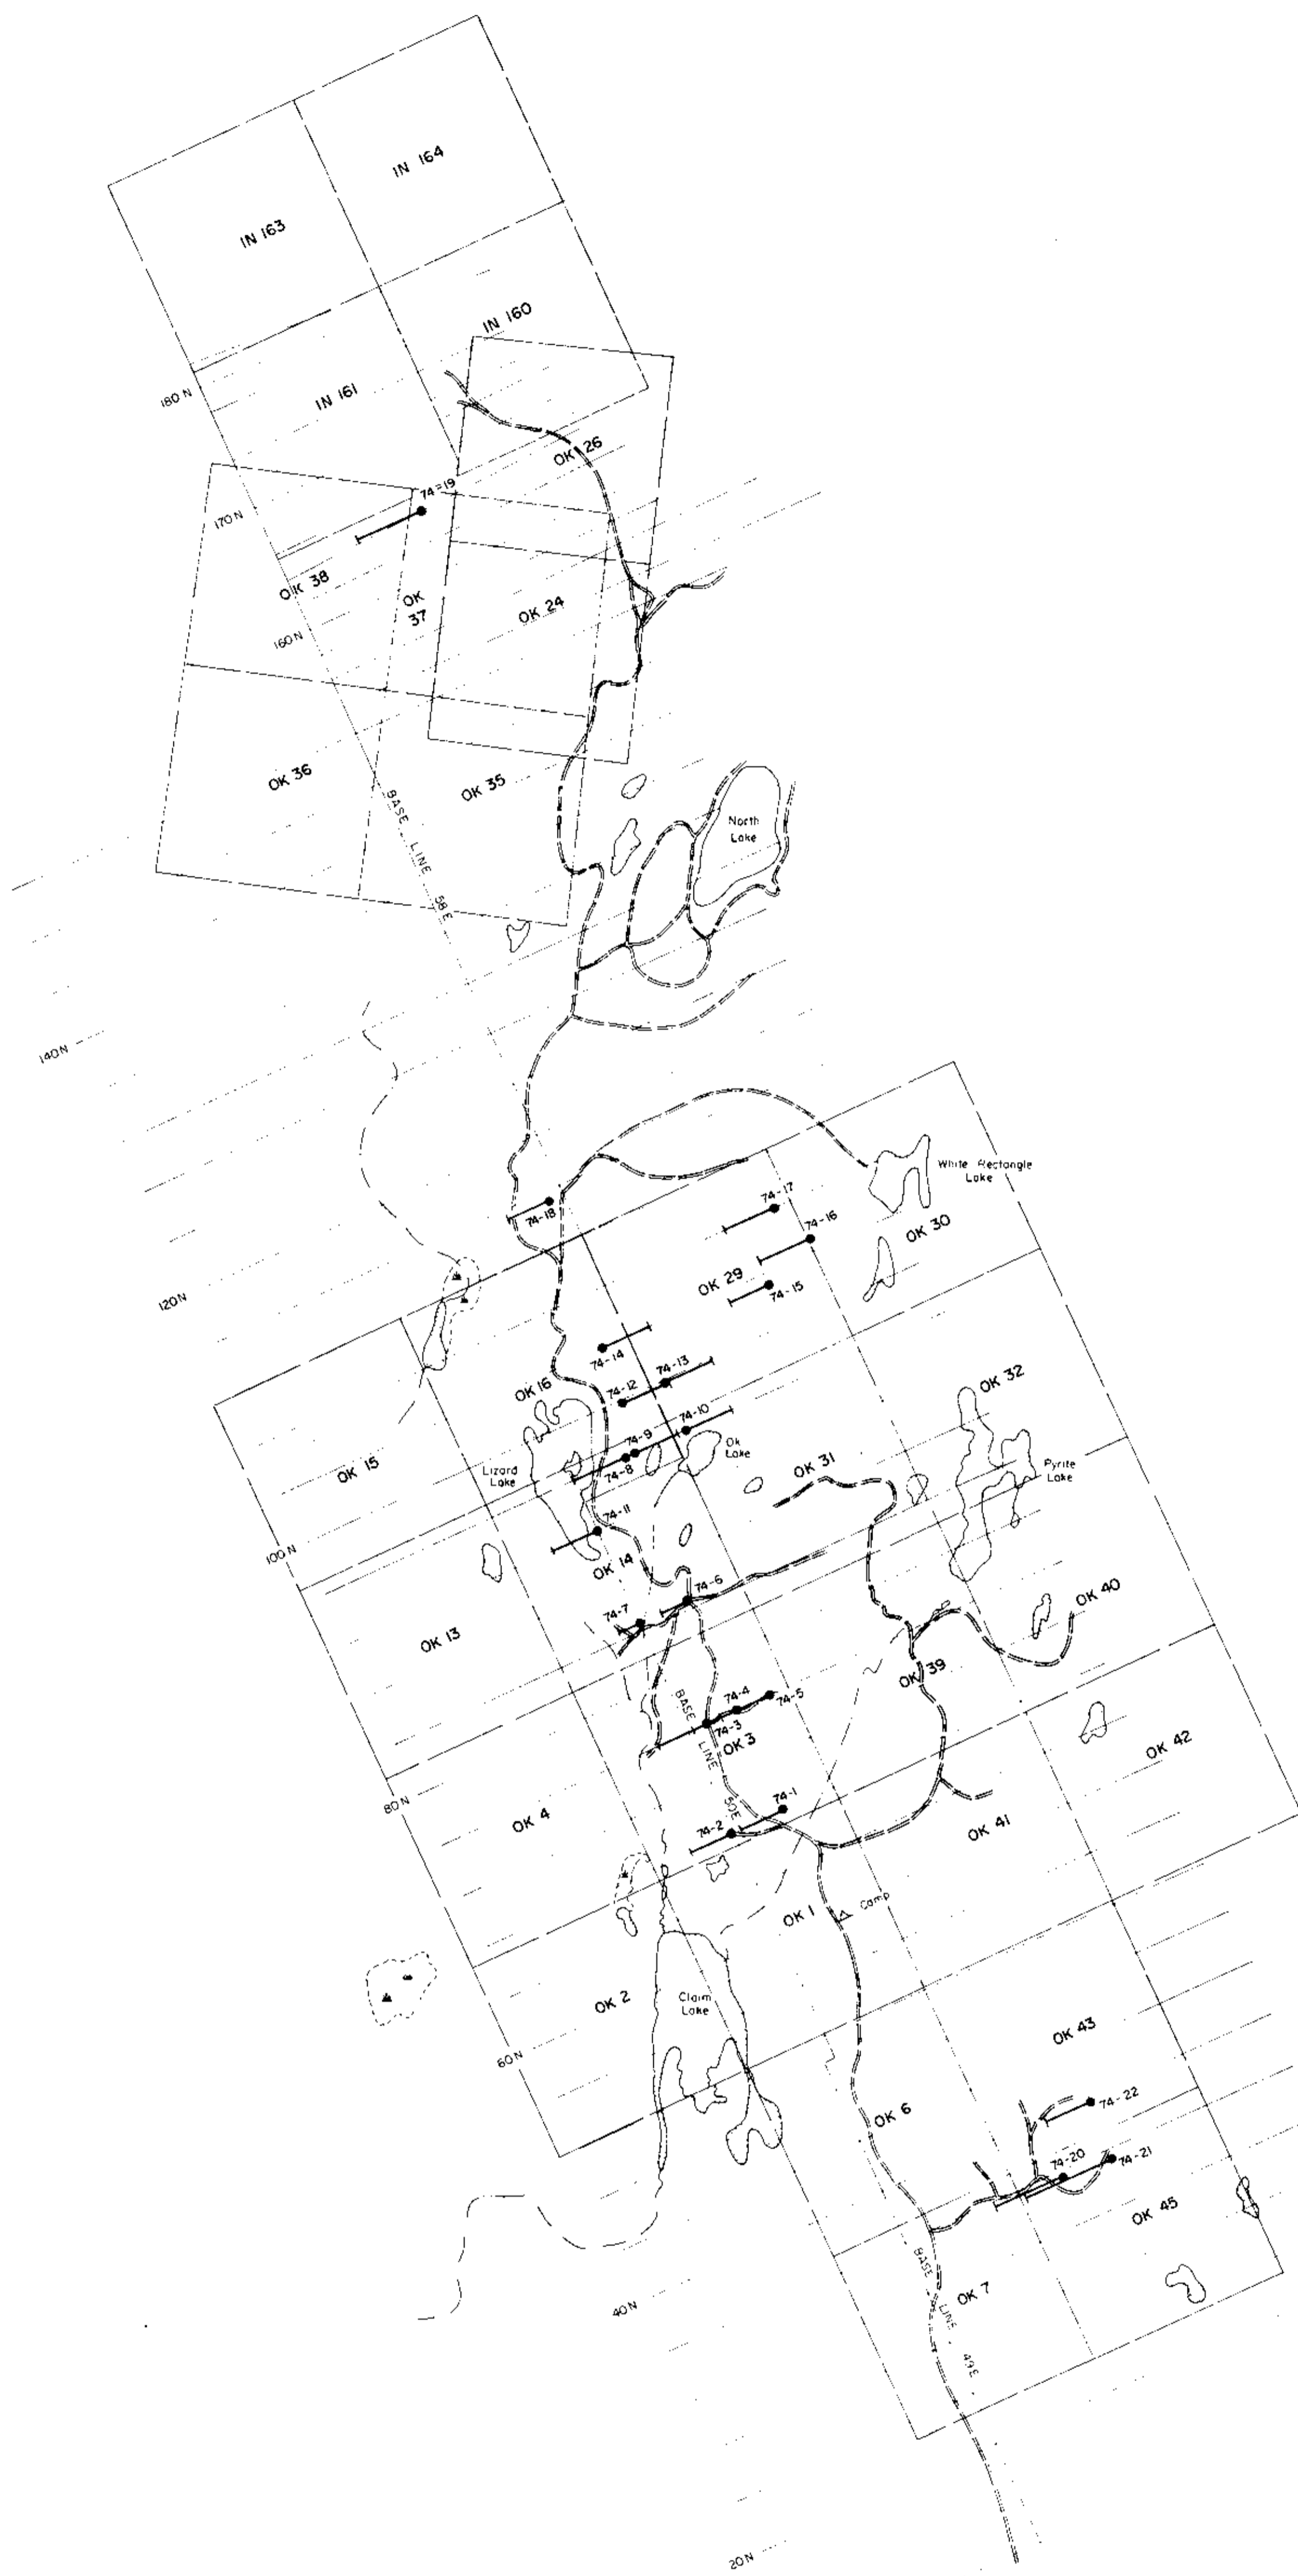 IN 164
IN 163
IN 160
IN 161
180 N
OK 26
74-19
170 N
OK 38
OK
37
OK 24
160 N
OK 36
OK 35
BASE LINE 58 E
North
Lake
140 N
White Rectangle
Lake
74-17
74-18
74-16
OK 30
OK 29
74-15
120 N
74-14
74-13
OK 32
OK 16
74-12
74-10
74-9
Ok
Lake
OK 15
Lizard
Lake
74-8
OK 31
Pyrite
Lake
74-11
100 N
OK 14
74-6
OK 40
74-7
OK 13
OK 39
BASE LINE 50 E
74-4
74-5
74-3
OK 3
OK 42
80 N
OK 4
74-1
74-2
OK 41
OK 1
Camp
OK 2
Claim
Lake
OK 43
60 N
74-22
OK 6
74-20
74-21
OK 45
BASE LINE 49 E
OK 7
40 N
20 N